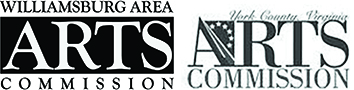 WILLIAMSBURG AREA
ARTS
COMMISSION
York County, Virginia
ARTS
COMMISSION